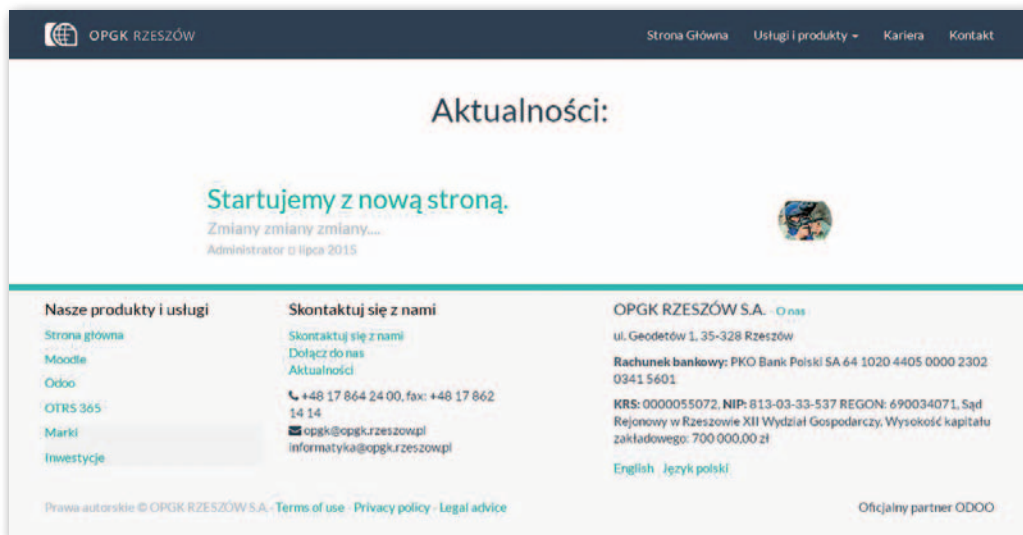 OPGK RZESZÓW
Strona Główna Usługi i produkty Kariera Kontakt
Aktualności:
Startujemy z nową stroną.
Zmiany zmiany zmiany....
Administrator lipca 2015
Nasze produkty i usługi
Strona główna
Moodle
Odoo
OTRS 365
Marki
Inwestycje
Skontaktuj się z nami
Skontaktuj się z nami
Dołącz do nas
Aktualności
+48 17 864 24 00, fax: +48 17 862
14 14
opgk@opgk.rzeszow.pl
informatyka@opgk.rzeszow.pl
OPGK RZESZÓW S.A. - O nas
ul. Geodetów 1, 35-328 Rzeszów
Rachunek bankowy: PKO Bank Polski SA 64 1020 4405 0000 2302
0341 5601
KRS: 0000055072, NIP: 813-03-33-537 REGON: 690034071, Sąd
Rejonowy w Rzeszowie XII Wydział Gospodarczy. Wysokość kapitału
zakładowego: 700 000,00 zł
English Język polski
Prawa autorskie © OPGK RZESZÓW S.A. - Terms of use - Privacy policy - Legal advice
Oficjalny partner ODOO